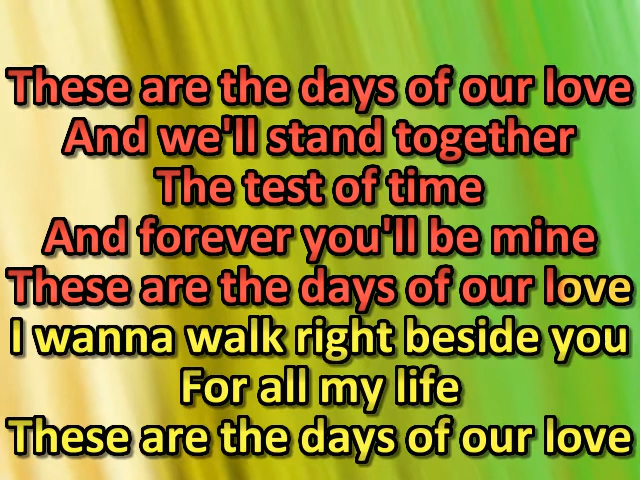 These are the days of our love
And we'll stand together
The test of time
And forever you'll be mine
These are the days of our love
I wanna walk right beside you
For all my life
These are the days of our love